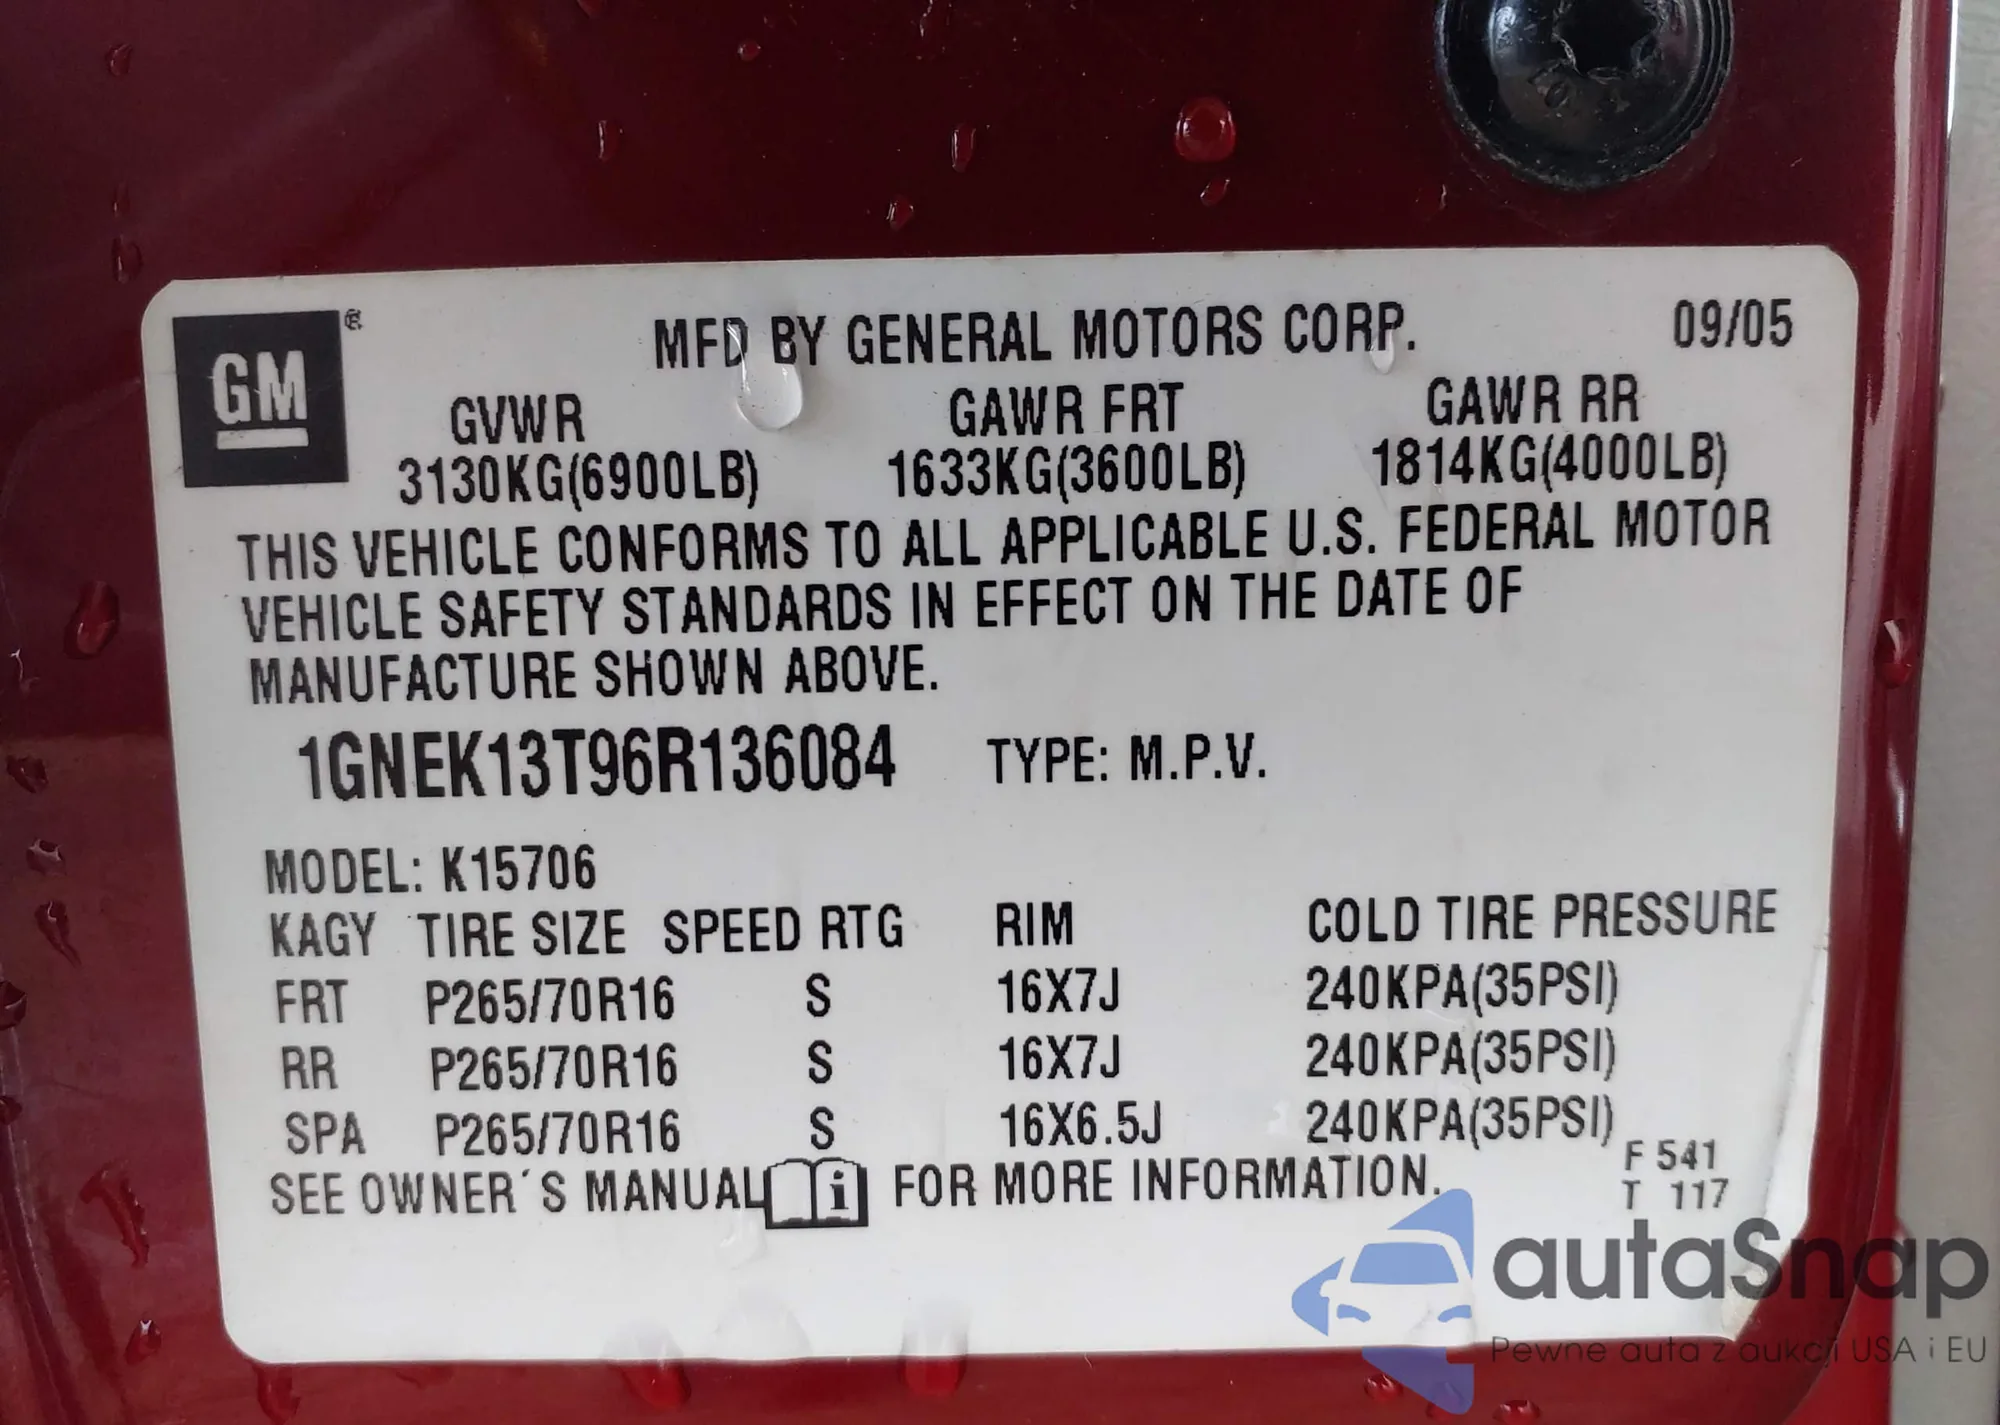 GM ®
MFD BY GENERAL MOTORS CORP. 09/05
GVWR GAWR FRT GAWR RR
3130KG(6900LB) 1633KG(3600LB) 1814KG(4000LB)
THIS VEHICLE CONFORMS TO ALL APPLICABLE U.S. FEDERAL MOTOR
VEHICLE SAFETY STANDARDS IN EFFECT ON THE DATE OF
MANUFACTURE SHOWN ABOVE.
1GNEK13T96R136084 TYPE: M.P.V.
MODEL: K15706
KAGY TIRE SIZE SPEED RTG RIM COLD TIRE PRESSURE
FRT P265/70R16 S 16X7J 240KPA(35PSI)
RR P265/70R16 S 16X7J 240KPA(35PSI)
SPA P265/70R16 S 16X6.5J 240KPA(35PSI)
SEE OWNER´S MANUAL i FOR MORE INFORMATION.
F 541
T 117
autaSnap
Pewne auta z aukcji USA i EU